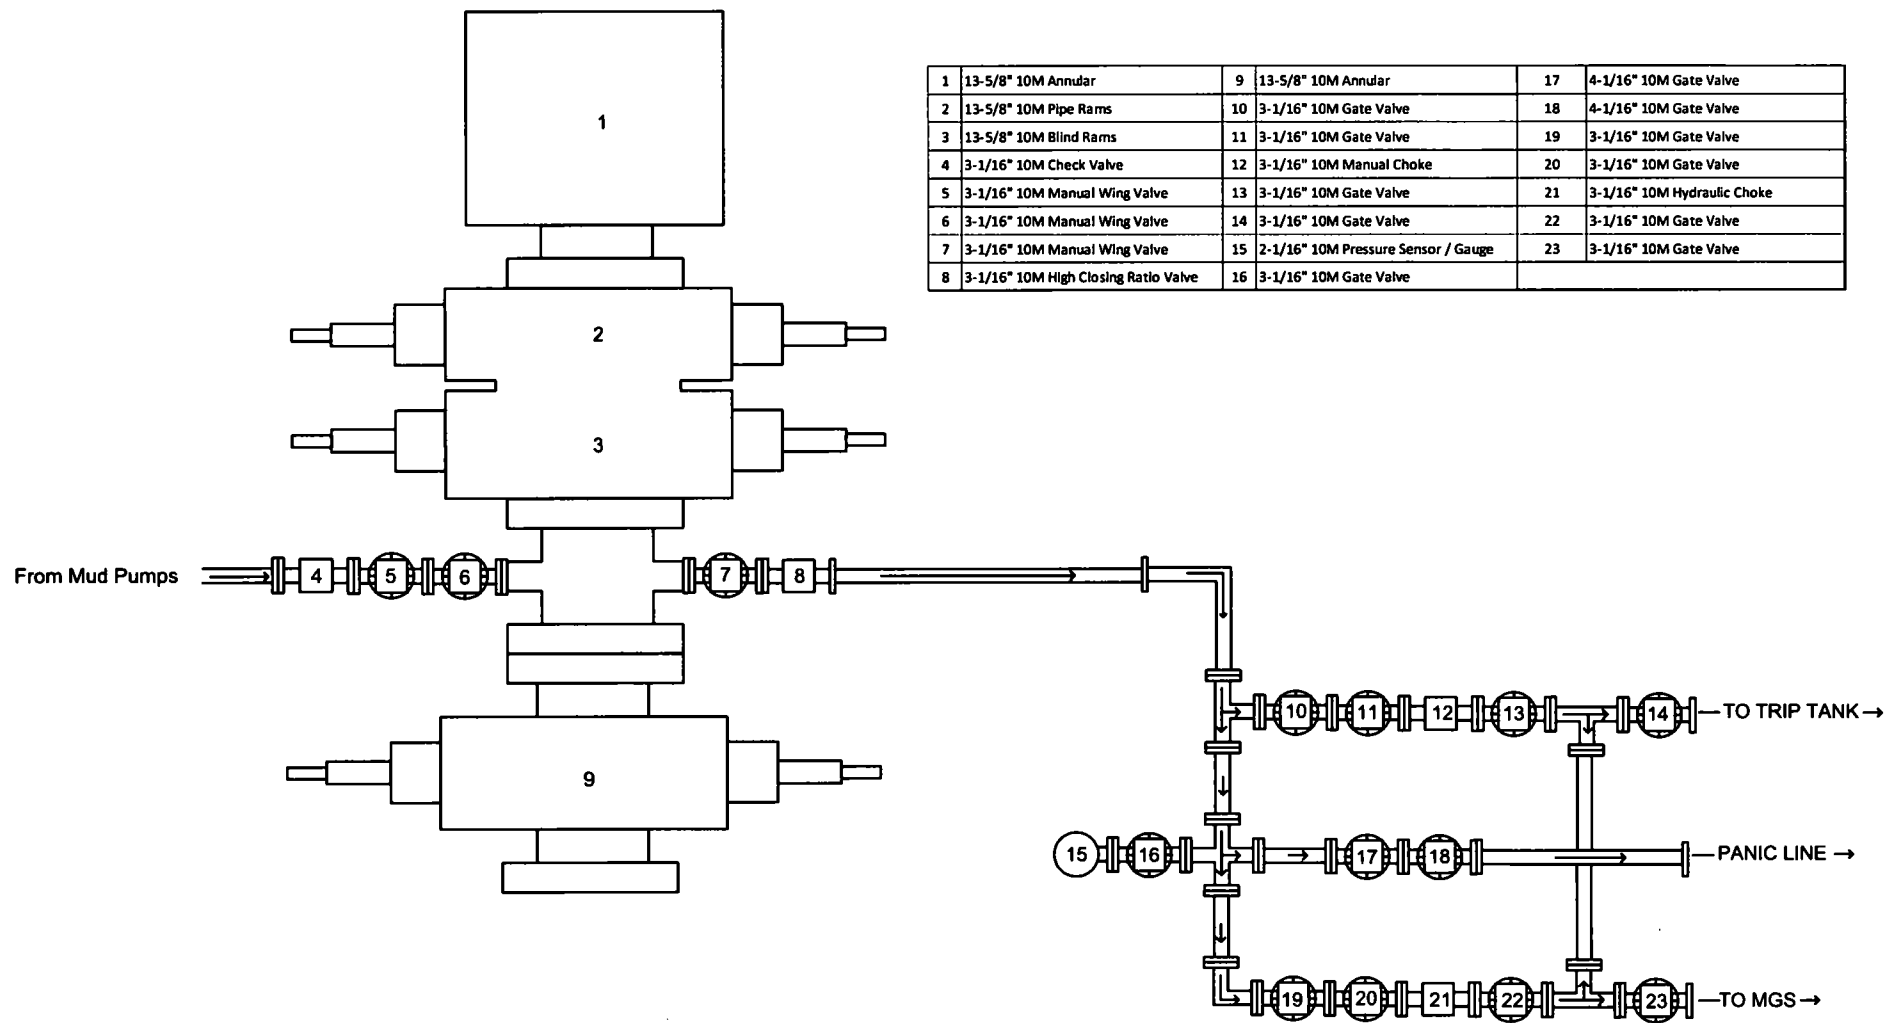 1
1 13-5/8" 10M Annular 9 13-5/8" 10M Annular 17 4-1/16" 10M Gate Valve
2 13-5/8" 10M Pipe Rams 10 3-1/16" 10M Gate Valve 18 4-1/16" 10M Gate Valve
3 13-5/8" 10M Blind Rams 11 3-1/16" 10M Gate Valve 19 3-1/16" 10M Gate Valve
4 3-1/16" 10M Check Valve 12 3-1/16" 10M Manual Choke 20 3-1/16" 10M Gate Valve
5 3-1/16" 10M Manual Wing Valve 13 3-1/16" 10M Gate Valve 21 3-1/16" 10M Hydraulic Choke
6 3-1/16" 10M Manual Wing Valve 14 3-1/16" 10M Gate Valve 22 3-1/16" 10M Gate Valve
7 3-1/16" 10M Manual Wing Valve 15 2-1/16" 10M Pressure Sensor / Gauge 23 3-1/16" 10M Gate Valve
8 3-1/16" 10M High Closing Ratio Valve 16 3-1/16" 10M Gate Valve
2
3
From Mud Pumps 4 5 6 7 8
10 11 12 13 14 TO TRIP TANK
9
15 16 17 18 PANIC LINE
19 20 21 22 23 TO MGS